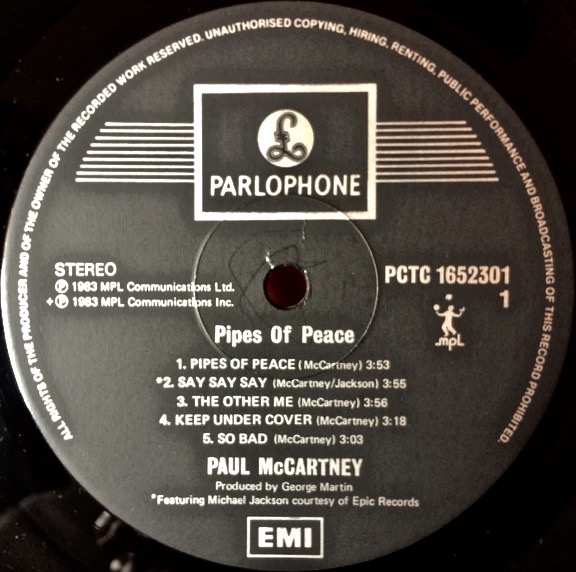 ALL RIGHTS OF THE PRODUCER AND OF THE OWNER OF THE RECORDED WORK RESERVED. UNAUTHORISED COPYING, HIRING, RENTING, PUBLIC PERFORMANCE AND BROADCASTING OF THIS RECORD PROHIBITED.
£
PARLOPHONE
STEREO
℗ 1983 MPL Communications Ltd.
+ ℗ 1983 MPL Communications Inc.
PCTC 1652301
1
MPL
Pipes Of Peace
1. PIPES OF PEACE (McCartney) 3:53
*2. SAY SAY SAY (McCartney/Jackson) 3:55
3. THE OTHER ME (McCartney) 3:56
4. KEEP UNDER COVER (McCartney) 3:18
5. SO BAD (McCartney) 3:03
PAUL McCARTNEY
Produced by George Martin
*Featuring Michael Jackson courtesy of Epic Records
EMI